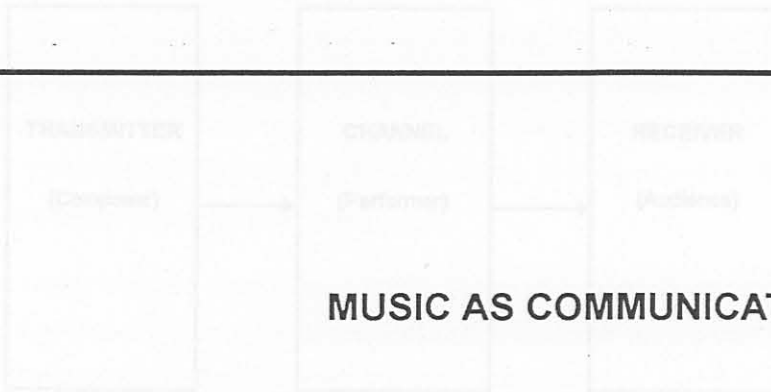 TRANSMITTER CHANNEL RECEIVER
(Composer) (Performer) (Audience)
MUSIC AS COMMUNICAT